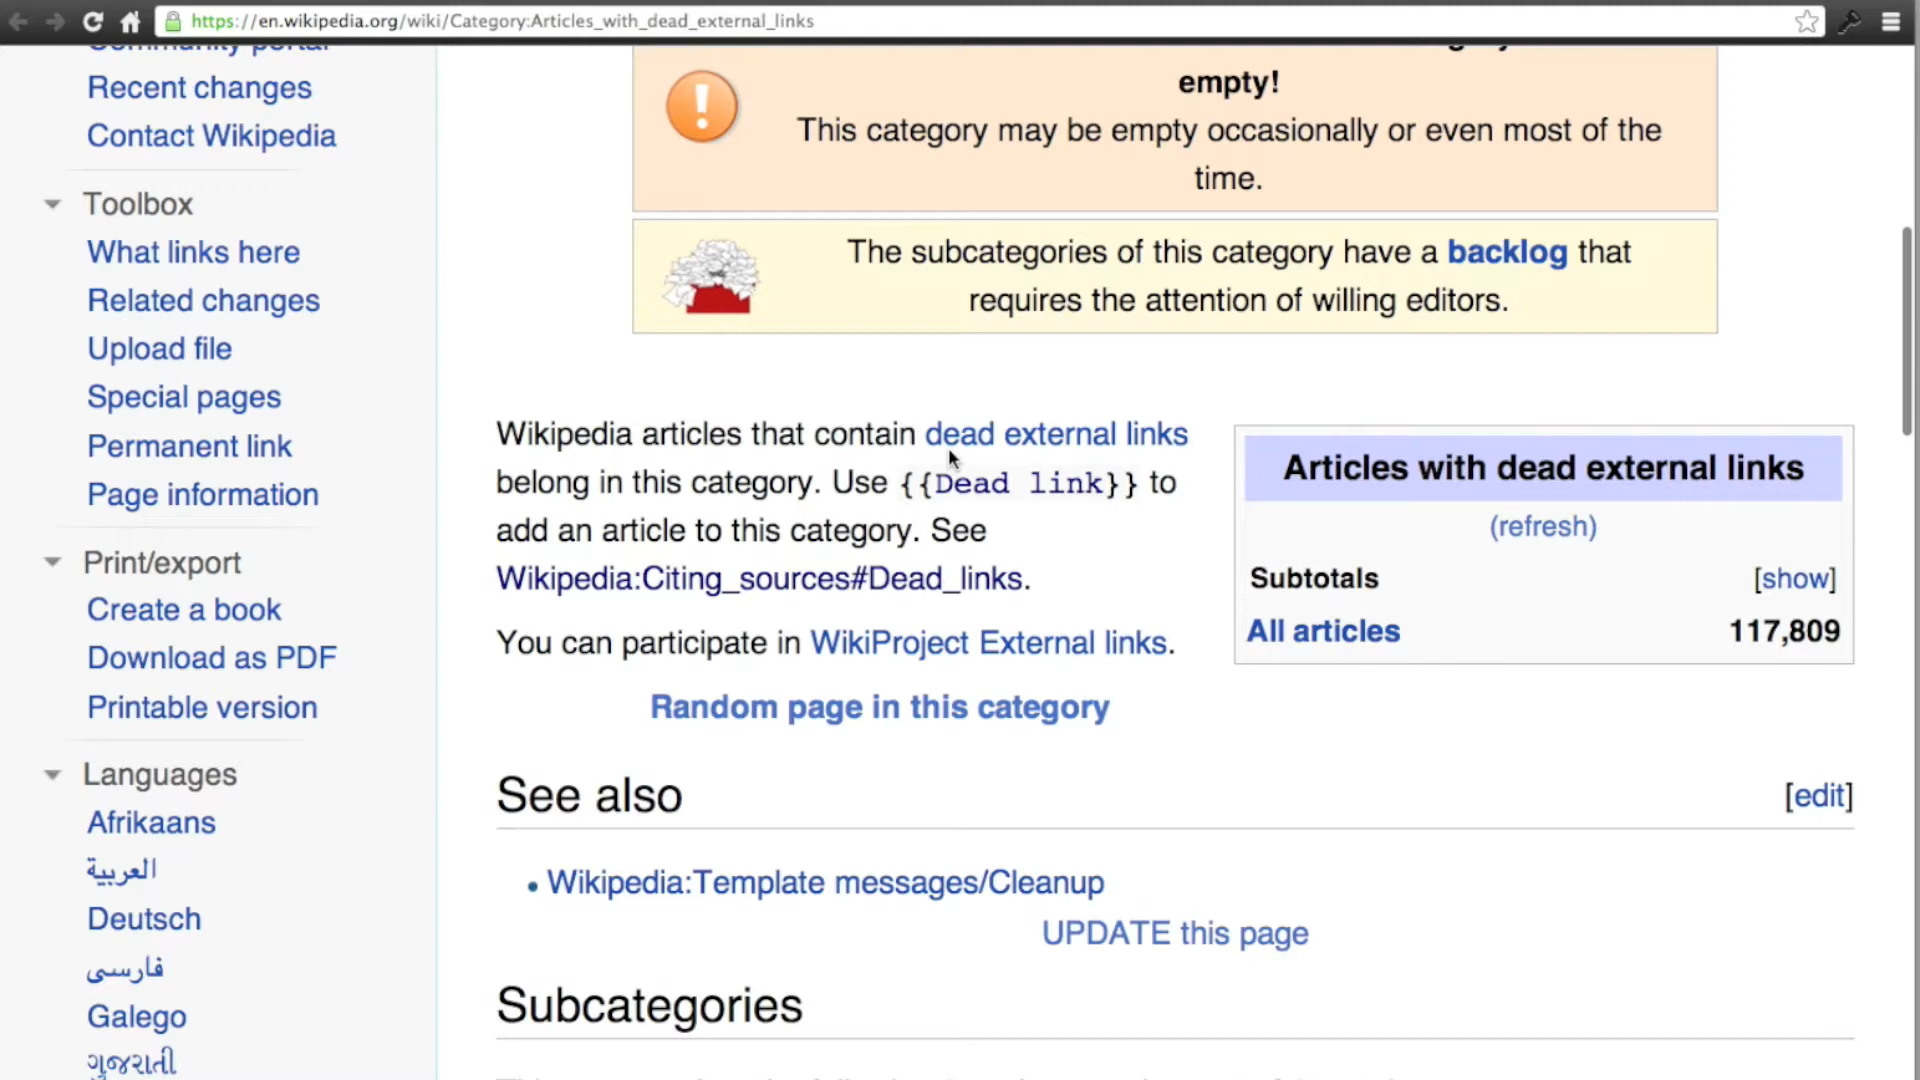 https://en.wikipedia.org/wiki/Category:Articles_with_dead_external_links
Community portal
Recent changes
Contact Wikipedia
Toolbox
What links here
Related changes
Upload file
Special pages
Permanent link
Page information
Print/export
Create a book
Download as PDF
Printable version
Languages
Afrikaans
العربية
Deutsch
فارسی
Galego
ગુજરાતી
empty!
This category may be empty occasionally or even most of the
time.
The subcategories of this category have a backlog that
requires the attention of willing editors.
Wikipedia articles that contain dead external links
belong in this category. Use {{Dead link}} to
add an article to this category. See
Wikipedia:Citing_sources#Dead_links.
You can participate in WikiProject External links.
Random page in this category
Articles with dead external links
(refresh)
Subtotals [show]
All articles 117,809
See also [edit]
• Wikipedia:Template messages/Cleanup
UPDATE this page
Subcategories